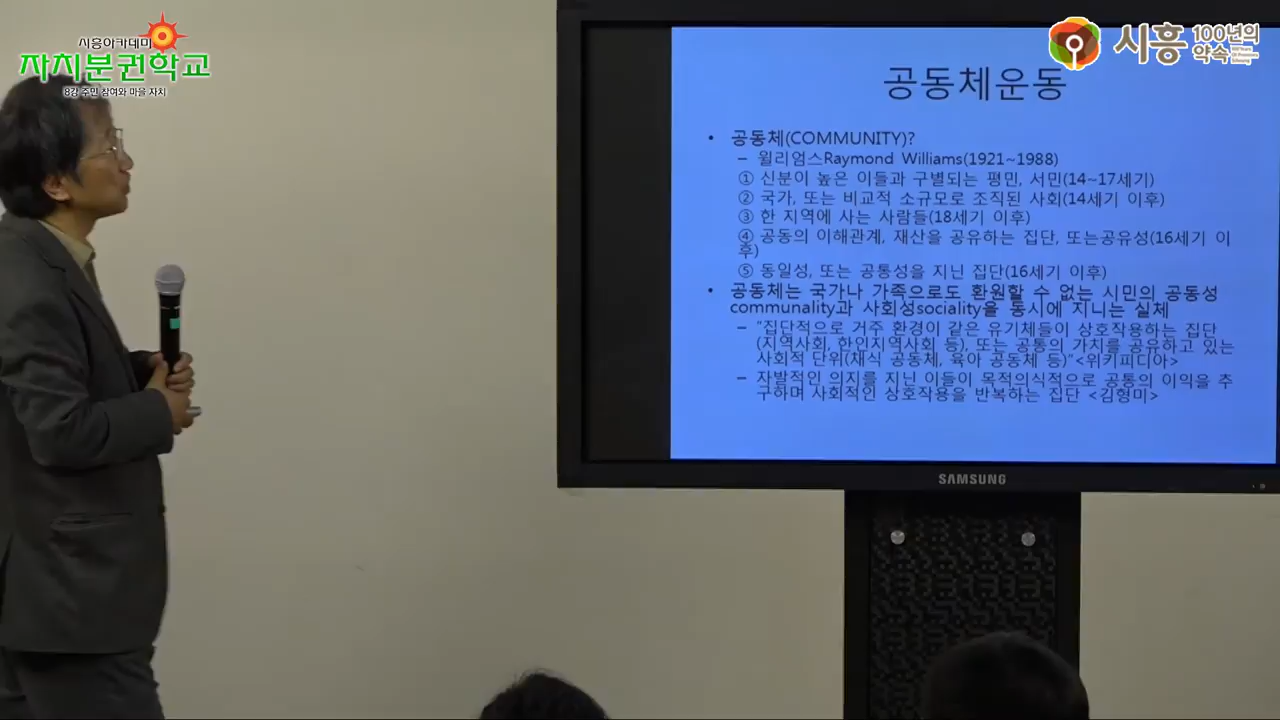 시흥아카데미
자치분권학교
8강 주민 참여와 마을 자치
시흥
100년의
약속
공동체운동
• 공동체(COMMUNITY)?
– 윌리엄스Raymond Williams(1921~1988)
① 신분이 높은 이들과 구별되는 평민, 서민(14~17세기)
② 국가, 또는 비교적 소규모로 조직된 사회(14세기 이후)
③ 한 지역에 사는 사람들(18세기 이후)
④ 공동의 이해관계, 재산을 공유하는 집단, 또는공유성(16세기 이
후)
⑤ 동일성, 또는 공통성을 지닌 집단(16세기 이후)
• 공동체는 국가나 가족으로도 환원할 수 없는 시민의 공동성
communality과 사회성sociality을 동시에 지니는 실체
– "집단적으로 거주 환경이 같은 유기체들이 상호작용하는 집단
(지역사회, 한인지역사회 등), 또는 공통의 가치를 공유하고 있는
사회적 단위(채식 공동체, 육아 공동체 등)"<위키피디아>
– 자발적인 의지를 지닌 이들이 목적의식적으로 공통의 이익을 추
구하며 사회적인 상호작용을 반복하는 집단 <김형미>
SAMSUNG